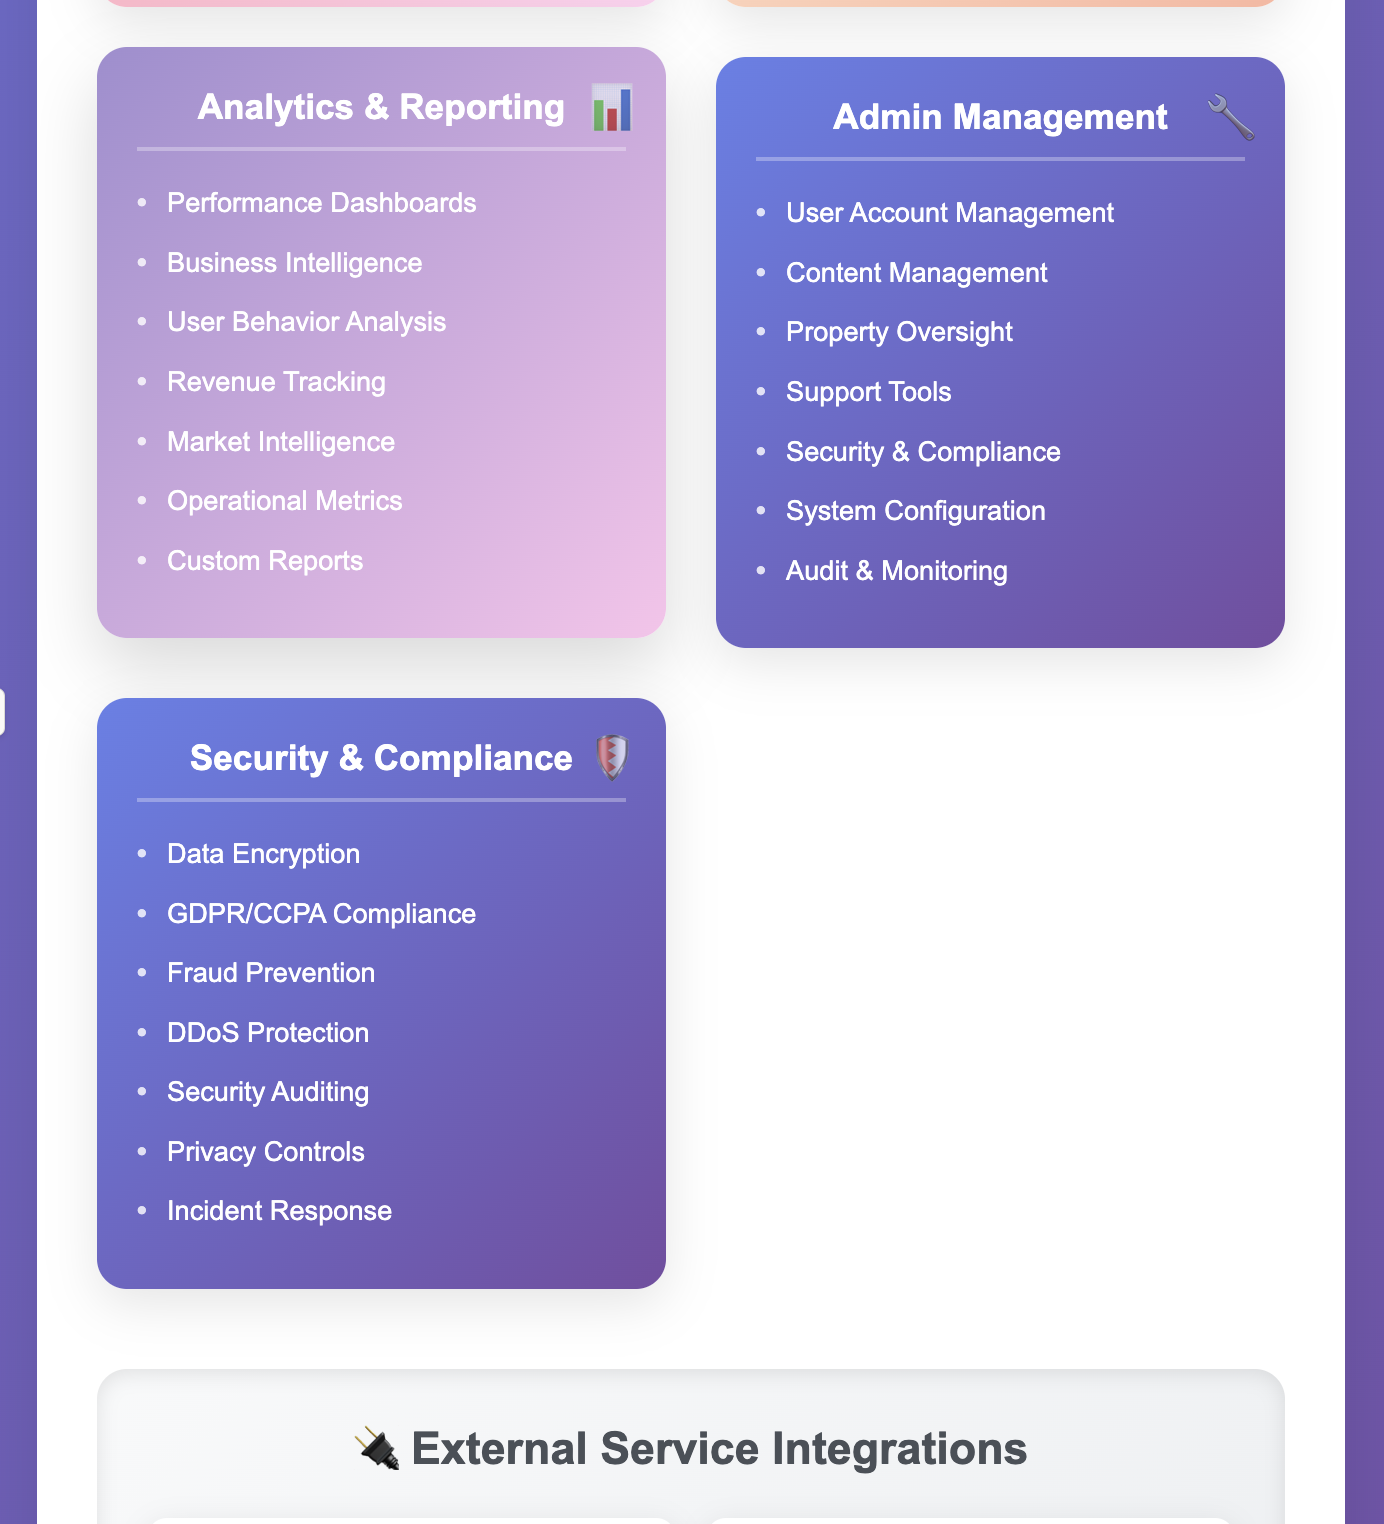 Analytics & Reporting
• Performance Dashboards
• Business Intelligence
• User Behavior Analysis
• Revenue Tracking
• Market Intelligence
• Operational Metrics
• Custom Reports
Admin Management
• User Account Management
• Content Management
• Property Oversight
• Support Tools
• Security & Compliance
• System Configuration
• Audit & Monitoring
Security & Compliance
• Data Encryption
• GDPR/CCPA Compliance
• Fraud Prevention
• DDoS Protection
• Security Auditing
• Privacy Controls
• Incident Response
External Service Integrations